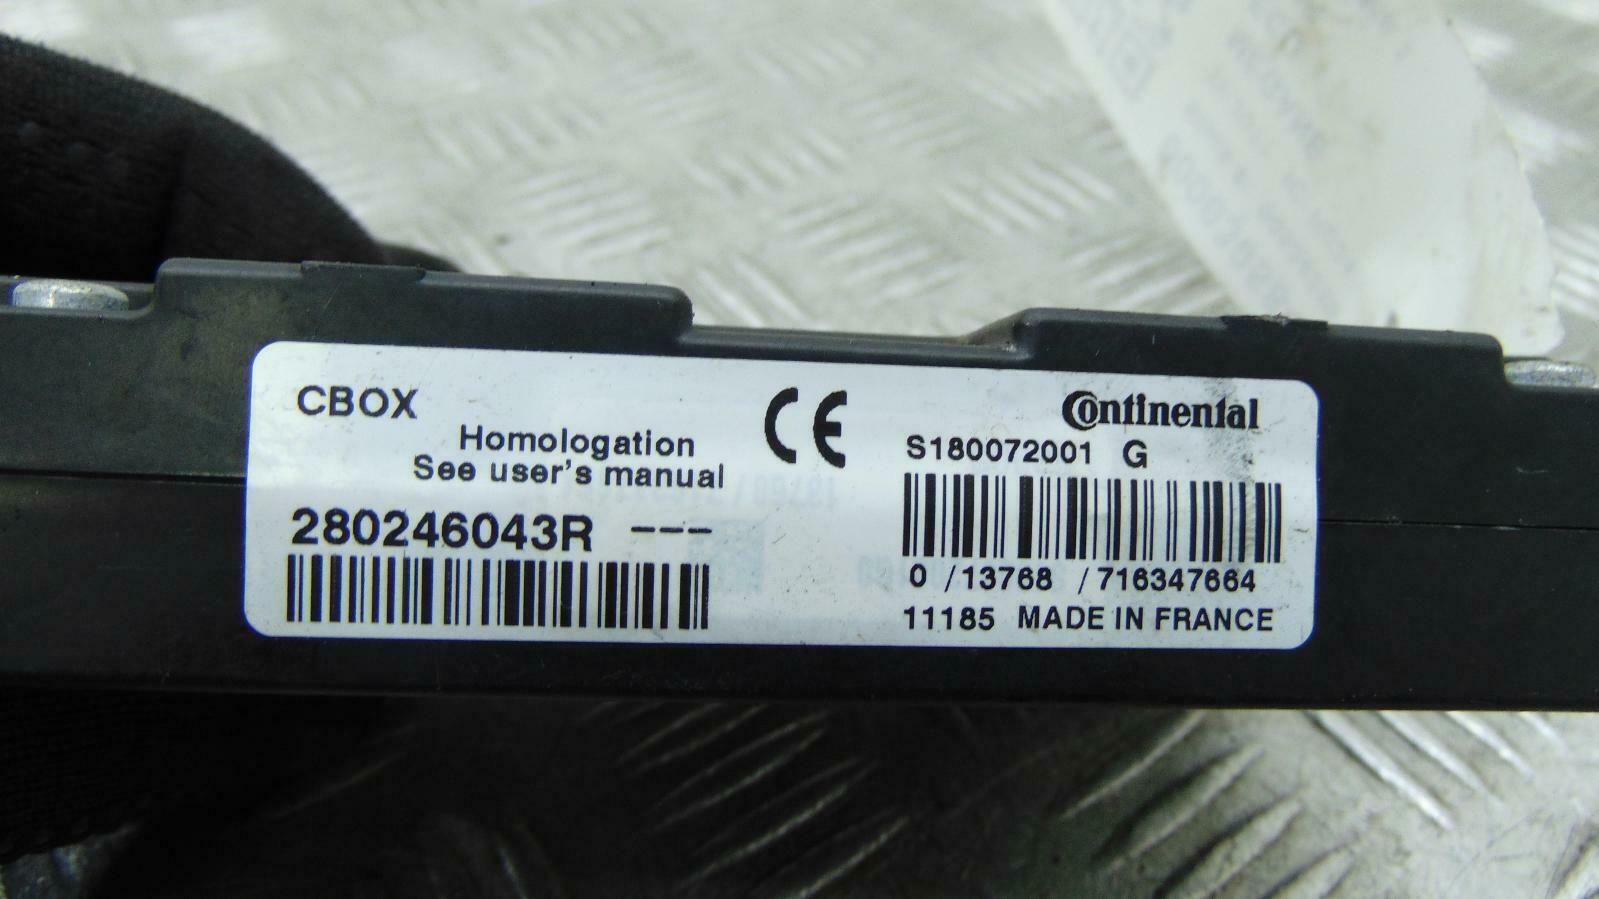 CBOX
Homologation
See user's manual
280246043R ---
CE
Continental
S180072001 G
0 /13768 /716347664
11185 MADE IN FRANCE